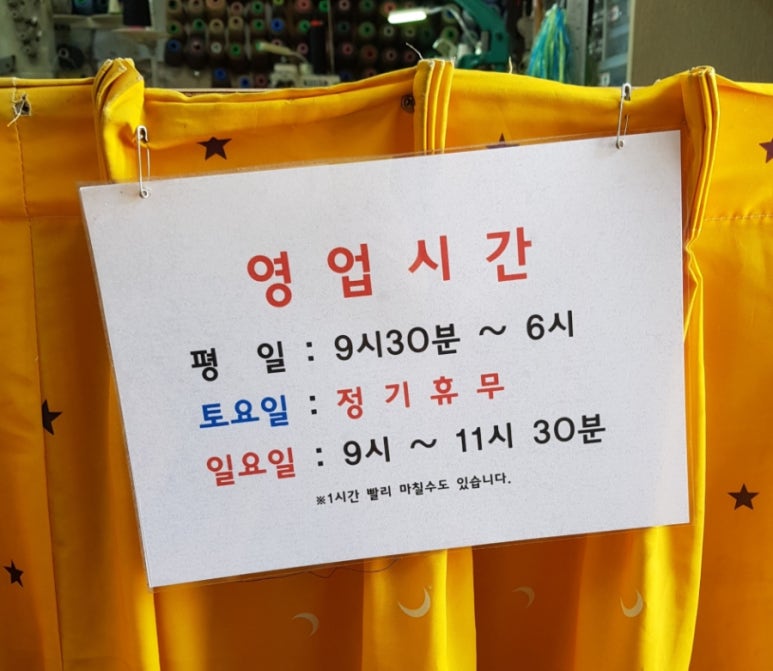 영 업 시 간
평 일 : 9시30분 ~ 6시
토요일 : 정 기 휴 무
일요일 : 9시 ~ 11시 30분
※1시간 빨리 마칠수도 있습니다.